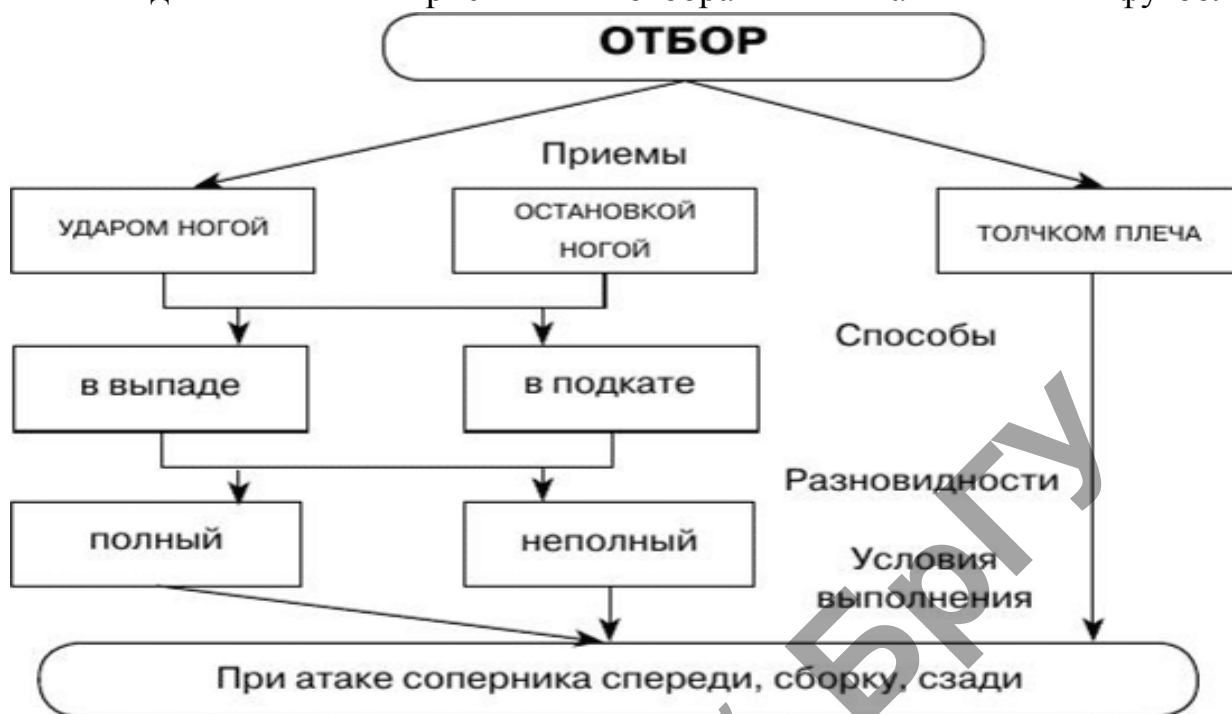 ОТБОР
Приемы
УДАРОМ НОГОЙ
ОСТАНОВКОЙ
НОГОЙ
ТОЛЧКОМ ПЛЕЧА
Способы
в выпаде
в подкате
Разновидности
полный
неполный
Условия
выполнения
При атаке соперника спереди, сборку, сзади
БрГУ